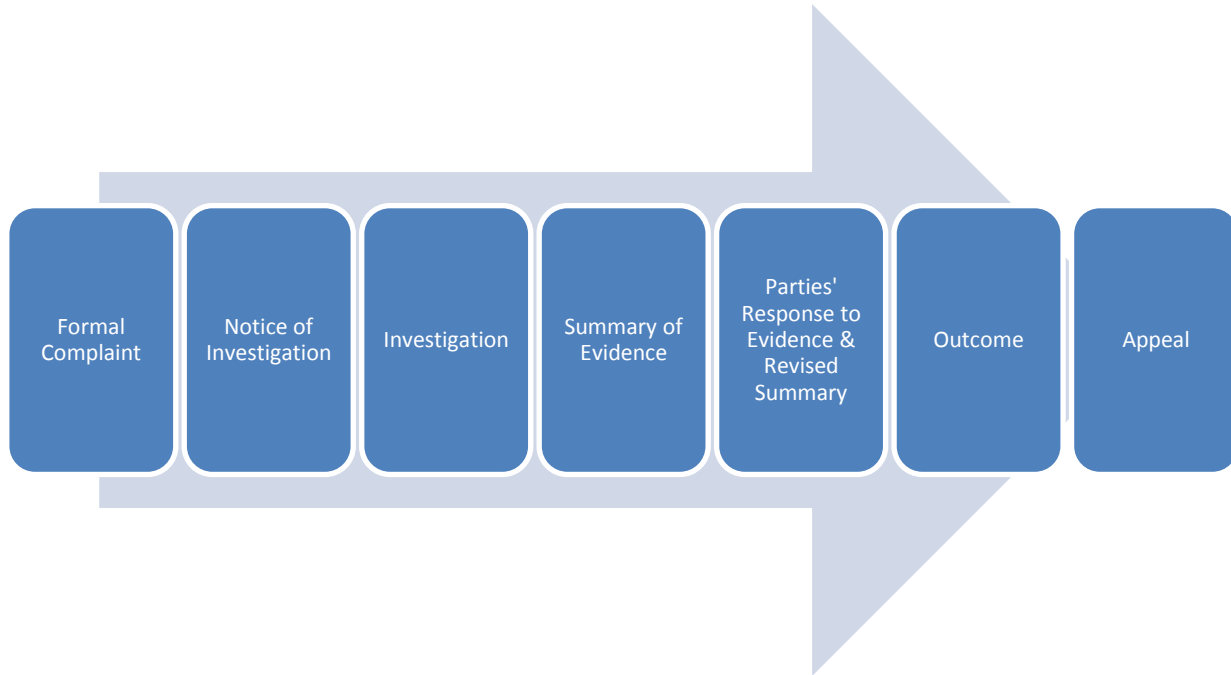 Formal
Complaint
Notice of
Investigation
Investigation
Summary of
Evidence
Parties'
Response to
Evidence &
Revised
Summary
Outcome
Appeal